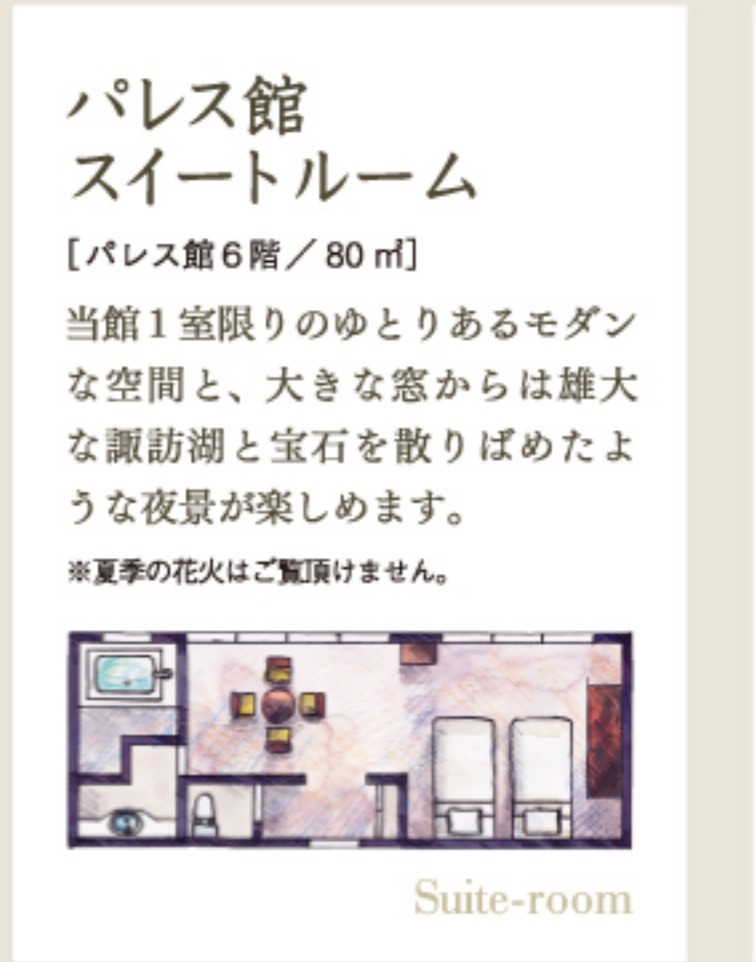 パレス館
スイートルーム
[パレス館6階／80㎡]
当館1室限りのゆとりあるモダン
な空間と、大きな窓からは雄大
な諏訪湖と宝石を散りばめたよ
うな夜景が楽しめます。
※夏季の花火はご覧頂けません。
Suite-room